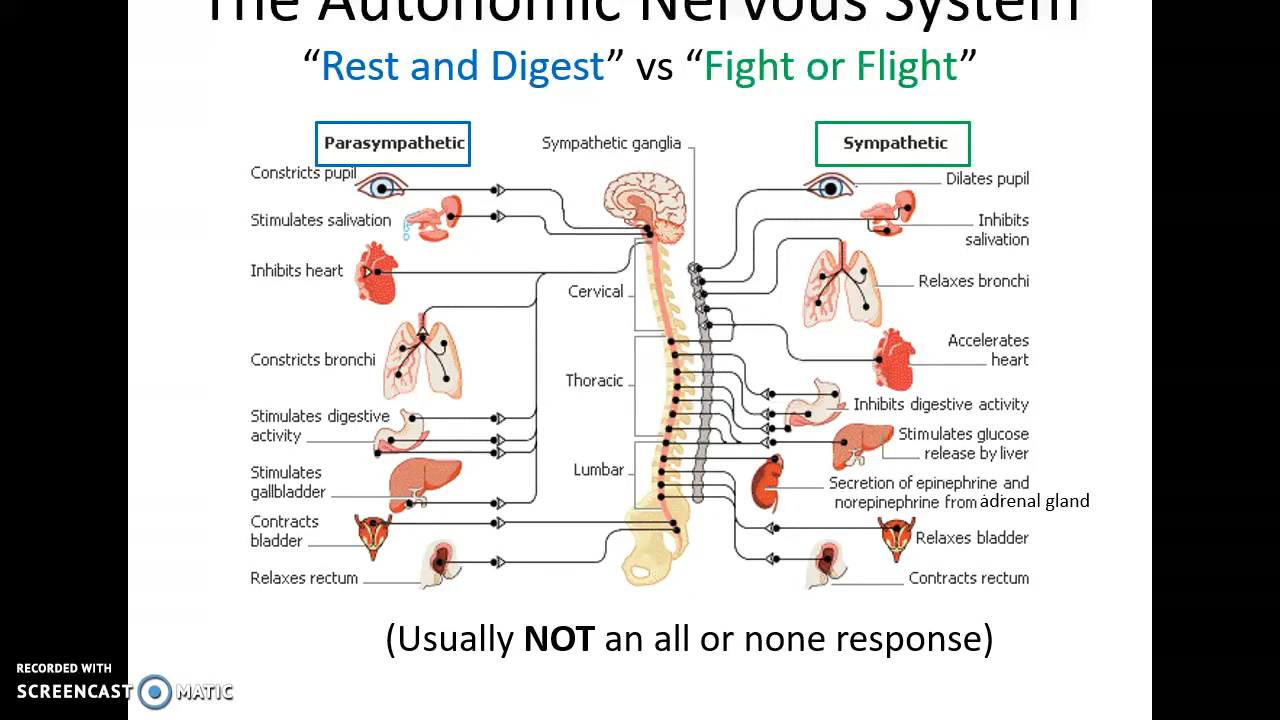 The Autonomic Nervous System
“Rest and Digest” vs “Fight or Flight”
Parasympathetic
Sympathetic ganglia
Sympathetic
Constricts pupil
Stimulates salivation
Inhibits heart
Constricts bronchi
Stimulates digestive
activity
Stimulates
gallbladder
Contracts
bladder
Relaxes rectum
Cervical
Thoracic
Lumbar
Dilates pupil
Inhibits
salivation
Relaxes bronchi
Accelerates
heart
Inhibits digestive activity
Stimulates glucose
release by liver
Secretion of epinephrine and
norepinephrine from adrenal gland
Relaxes bladder
Contracts rectum
(Usually NOT an all or none response)
RECORDED WITH
SCREENCAST MATIC